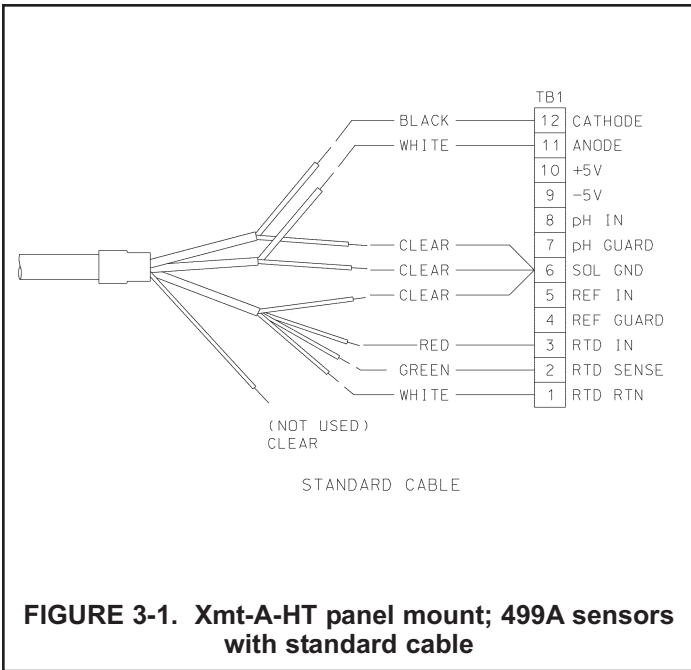 TB1
BLACK 12 CATHODE
WHITE 11 ANODE
10 +5V
9 -5V
8 pH IN
CLEAR 7 pH GUARD
CLEAR 6 SOL GND
CLEAR 5 REF IN
4 REF GUARD
RED 3 RTD IN
GREEN 2 RTD SENSE
WHITE 1 RTD RTN
(NOT USED)
CLEAR
STANDARD CABLE
FIGURE 3-1. Xmt-A-HT panel mount; 499A sensors
with standard cable